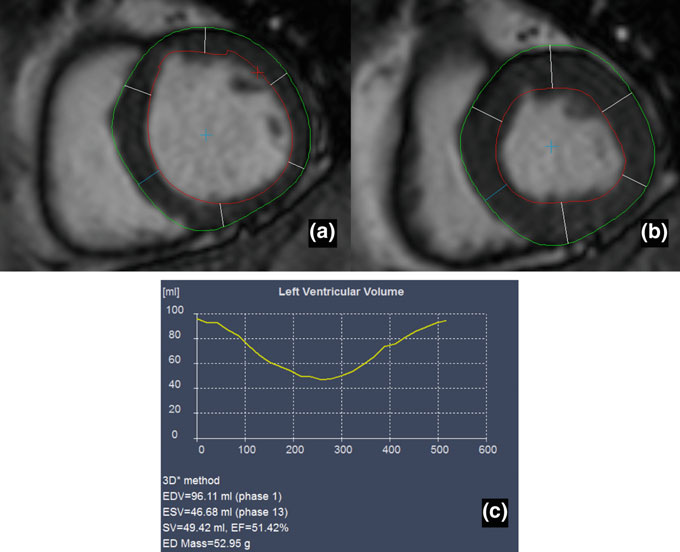 (a)
(b)
[ml]
Left Ventricular Volume
100
80
60
40
20
0
0 100 200 300 400 500 600
3D* method
EDV=96.11 ml (phase 1)
ESV=46.68 ml (phase 13)
SV=49.42 ml, EF=51.42%
ED Mass=52.95 g
(c)